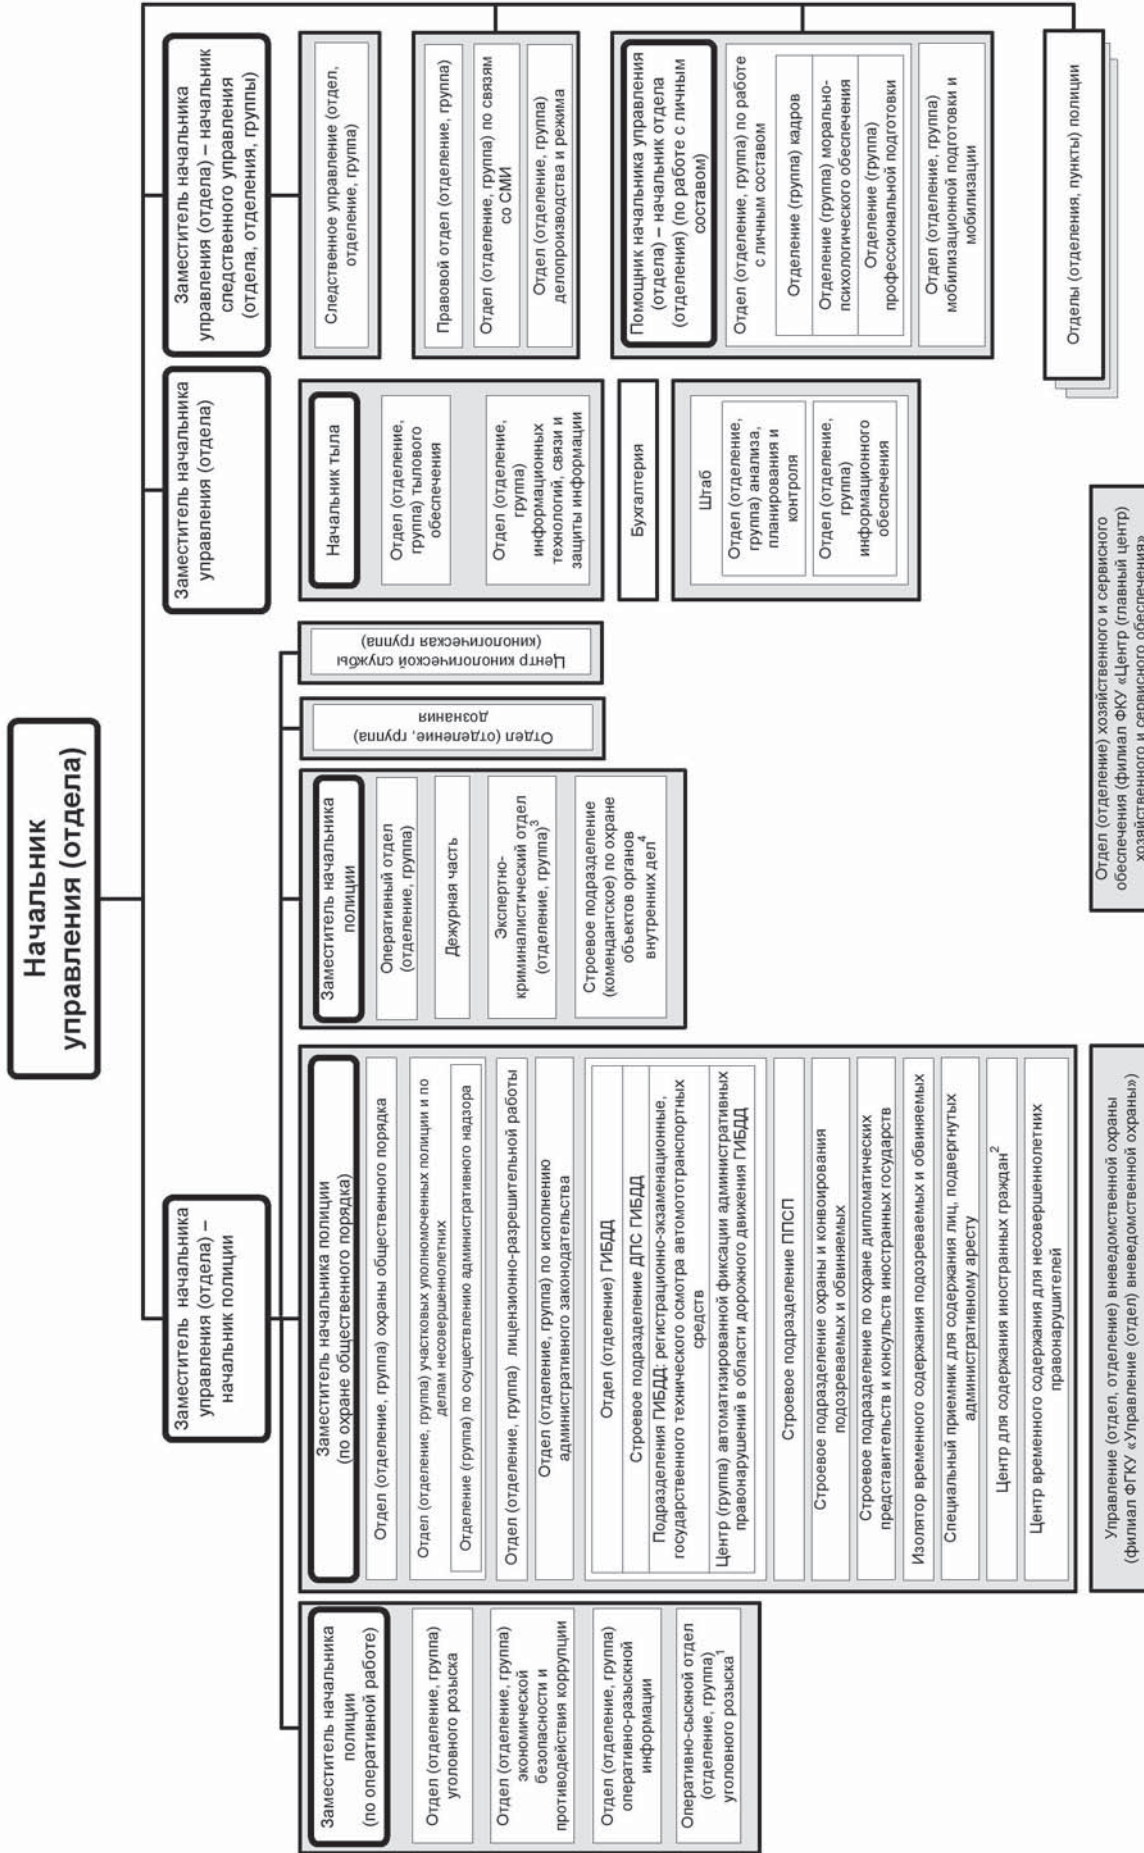 Начальник
управления (отдела)
Заместитель начальника
управления (отдела) –
начальник полиции
Заместитель начальника
управления (отдела)
Заместитель начальника
управления (отдела) – начальник
следственного управления
(отдела, отделения, группы)
Заместитель начальника
полиции
(по оперативной работе)
Отдел (отделение, группа)
уголовного розыска
Отдел (отделение, группа)
экономической
безопасности и
противодействия коррупции
Отдел (отделение, группа)
оперативно-разыскной
информации
Оперативно-сыскной отдел
(отделение, группа)
уголовного розыска1
Заместитель начальника полиции
(по охране общественного порядка)
Отдел (отделение, группа) охраны общественного порядка
Отдел (отделение, группа) участковых уполномоченных полиции и по
делам несовершеннолетних
Отделение (группа) по осуществлению административного надзора
Отдел (отделение, группа) лицензионно-разрешительной работы
Отдел (отделение, группа) по исполнению
административного законодательства
Отдел (отделение) ГИБДД
Строевое подразделение ДПС ГИБДД
Подразделения ГИБДД: регистрационно-экзаменационные,
государственного технического осмотра автомототранспортных
средств
Центр (группа) автоматизированной фиксации административных
правонарушений в области дорожного движения ГИБДД
Строевое подразделение ППСП
Строевое подразделение охраны и конвоирования
подозреваемых и обвиняемых
Строевое подразделение по охране дипломатических
представительств и консульств иностранных государств
Изолятор временного содержания подозреваемых и обвиняемых
Специальный приемник для содержания лиц, подвергнутых
административному аресту
Центр для содержания иностранных граждан2
Центр временного содержания для несовершеннолетних
правонарушителей
Заместитель начальника
полиции
Оперативный отдел
(отделение, группа)
Дежурная часть
Экспертно-
криминалистический отдел
(отделение, группа)3
Строевое подразделение
(комендантское) по охране
объектов органов
внутренних дел4
Отдел (отделение, группа)
дознания
Центр кинологической службы
(кинологическая группа)
Начальник тыла
Отдел (отделение,
группа) тылового
обеспечения
Отдел (отделение,
группа)
информационных
технологий, связи и
защиты информации
Бухгалтерия
Штаб
Отдел (отделение,
группа) анализа,
планирования и
контроля
Отдел (отделение,
группа)
информационного
обеспечения
Следственное управление (отдел,
отделение, группа)
Правовой отдел (отделение, группа)
Отдел (отделение, группа) по связям
со СМИ
Отдел (отделение, группа)
делопроизводства и режима
Помощник начальника управления
(отдела) – начальник отдела
(отделения) (по работе с личным
составом)
Отдел (отделение, группа) по работе
с личным составом
Отделение (группа) кадров
Отделение (группа) морально-
психологического обеспечения
Отделение (группа)
профессиональной подготовки
Отдел (отделение, группа)
мобилизационной подготовки и
мобилизации
Отделы (отделения, пункты) полиции
Управление (отдел, отделение) вневедомственной охраны
(филиал ФГКУ «Управление (отдел) вневедомственной охраны»)
Отдел (отделение) хозяйственного и сервисного
обеспечения (филиал ФКУ «Центр (главный центр)
хозяйственного и сервисного обеспечения»